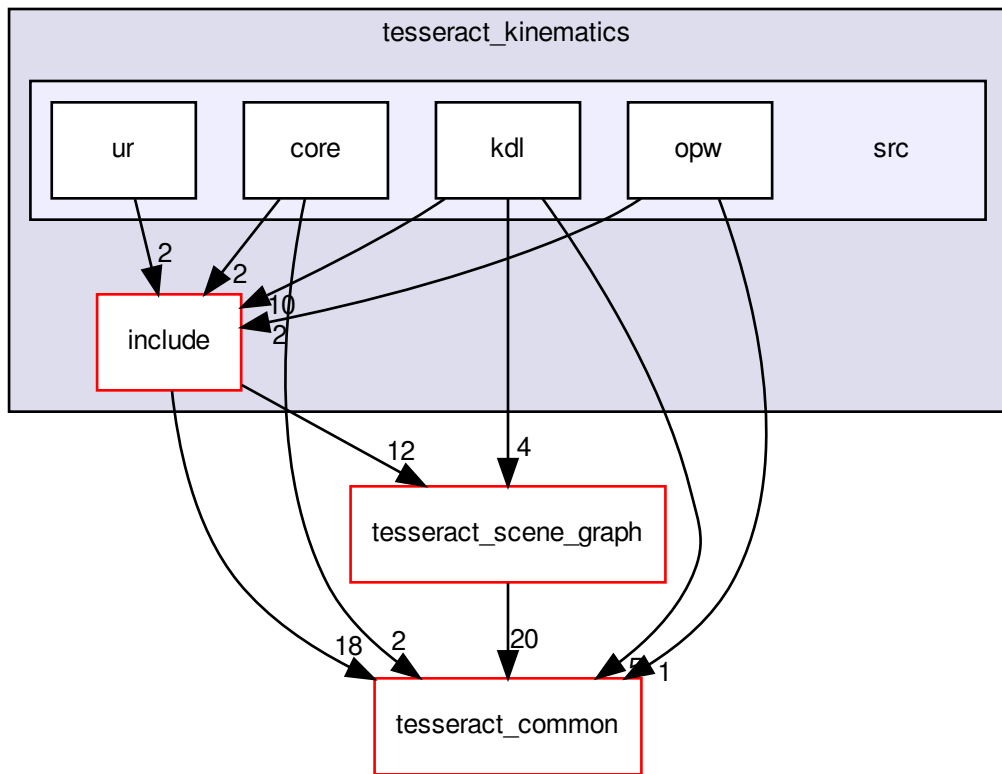 tesseract_kinematics
ur
core
kdl
opw
src
2
2
10
2
include
12
4
tesseract_scene_graph
18
2
20
5
1
tesseract_common